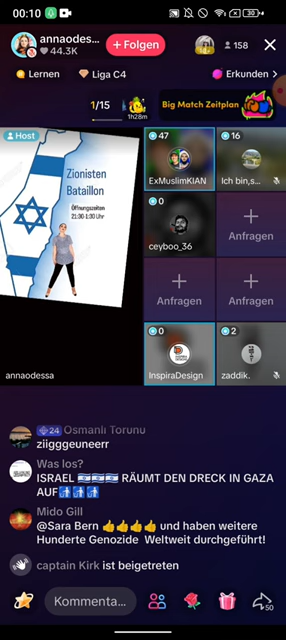 00:10
30
annaodes...
44.3K
+ Folgen
158
Lernen
Liga C4
Erkunden >
1/15
1h28m
Big Match Zeitplan
Host
Zionisten
Bataillon
Öffnungszeiten
21:30-1:30 Uhr
annaodessa
47
ExMuslimKIAN
16
Ich bin,s...
0
ceyboo_36
Anfragen
Anfragen
Anfragen
0
InspiraDesign
2
zaddik.
24 Osmanli Torunu
ziigggeuneerr
Was los?
ISRAEL 🇮🇱🇮🇱🇮🇱 RÄUMT DEN DRECK IN GAZA
AUF🚮🚮
Mido Gill
@Sara Bern 👍👍👍👍 und haben weitere
Hunderte Genozide Weltweit durchgeführt!
captain Kirk ist beigetreten
Kommenta...
50